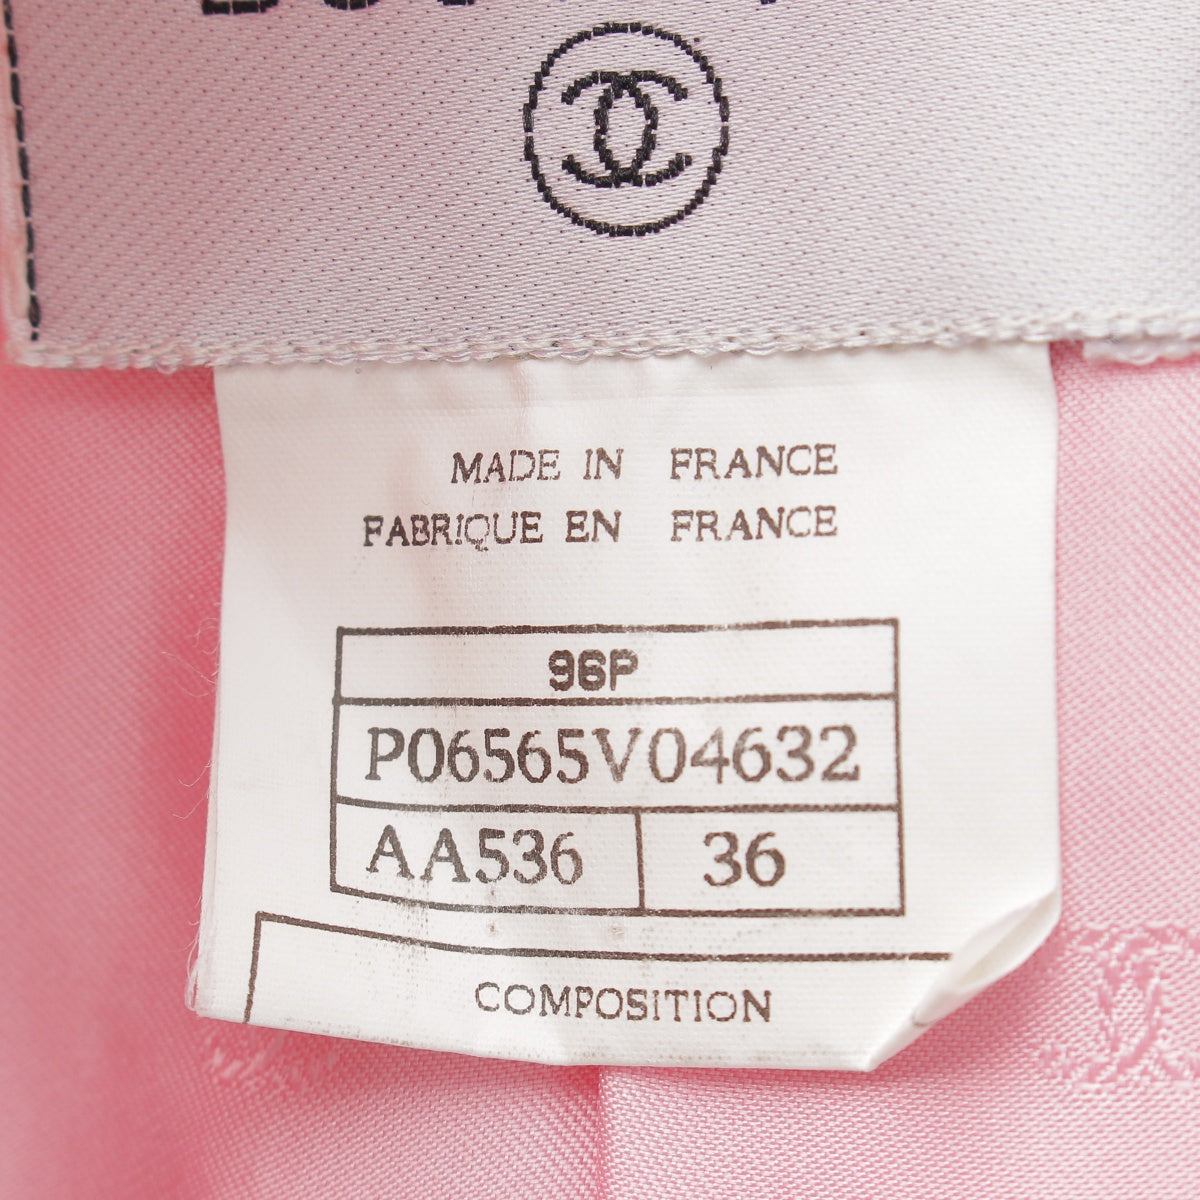 MADE IN FRANCE
FABRIQUE EN FRANCE
96P
P06565V04632
AA536 36
COMPOSITION